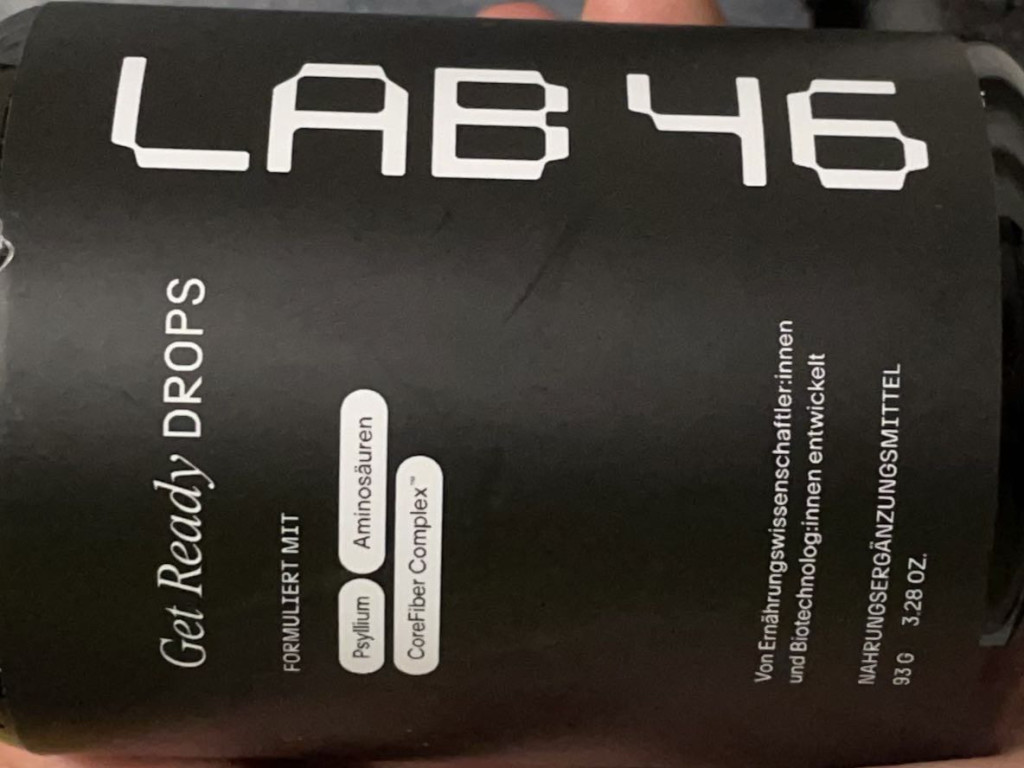 LAB 46
Get Ready DROPS
FORMULIERT MIT
Psyllium Aminosäuren
CoreFiber Complex™
Von Ernährungswissenschaftler:innen
und Biotechnolog:innen entwickelt
NAHRUNGSERGÄNZUNGSMITTEL
93 G 3.28 OZ.